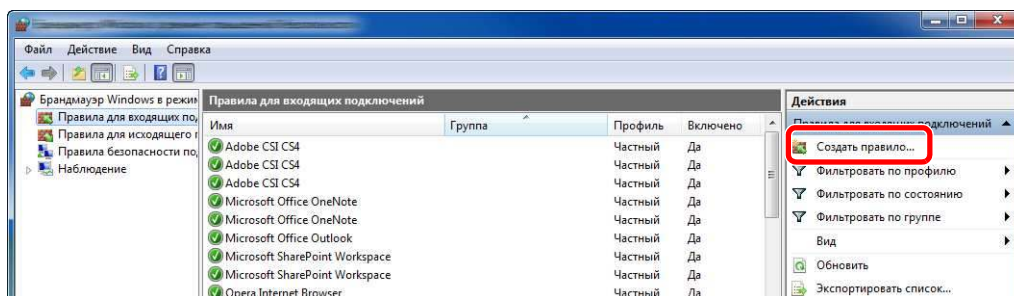 Файл Действие Вид Справка
Брандмауэр Windows в режим
Правила для входящих по
Правила для исходящего г
Правила безопасности по
Наблюдение
Правила для входящих подключений
Имя Группа Профиль Включено
Adobe CSI CS4 Частный Да
Adobe CSI CS4 Частный Да
Adobe CSI CS4 Частный Да
Microsoft Office OneNote Частный Да
Microsoft Office OneNote Частный Да
Microsoft Office Outlook Частный Да
Microsoft SharePoint Workspace Частный Да
Microsoft SharePoint Workspace Частный Да
Opera Internet Browser Частный Да
Действия
Правила для входящих подключений
Создать правило...
Фильтровать по профилю
Фильтровать по состоянию
Фильтровать по группе
Вид
Обновить
Экспортировать список...